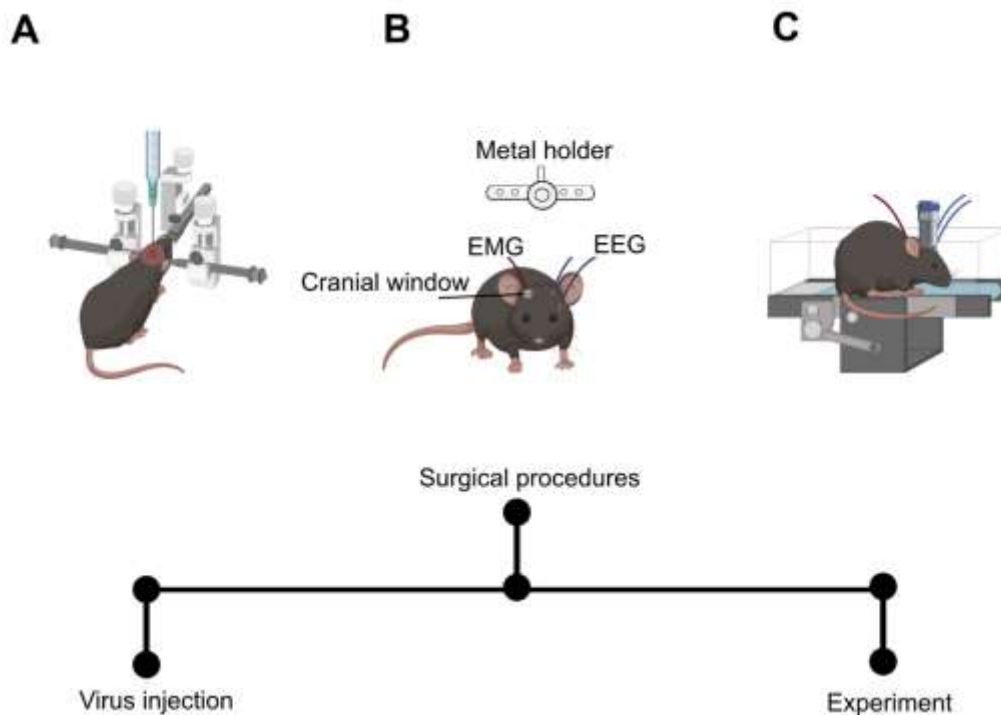 A
B
C
Metal holder
EMG
EEG
Cranial window
Surgical procedures
Virus injection
Experiment